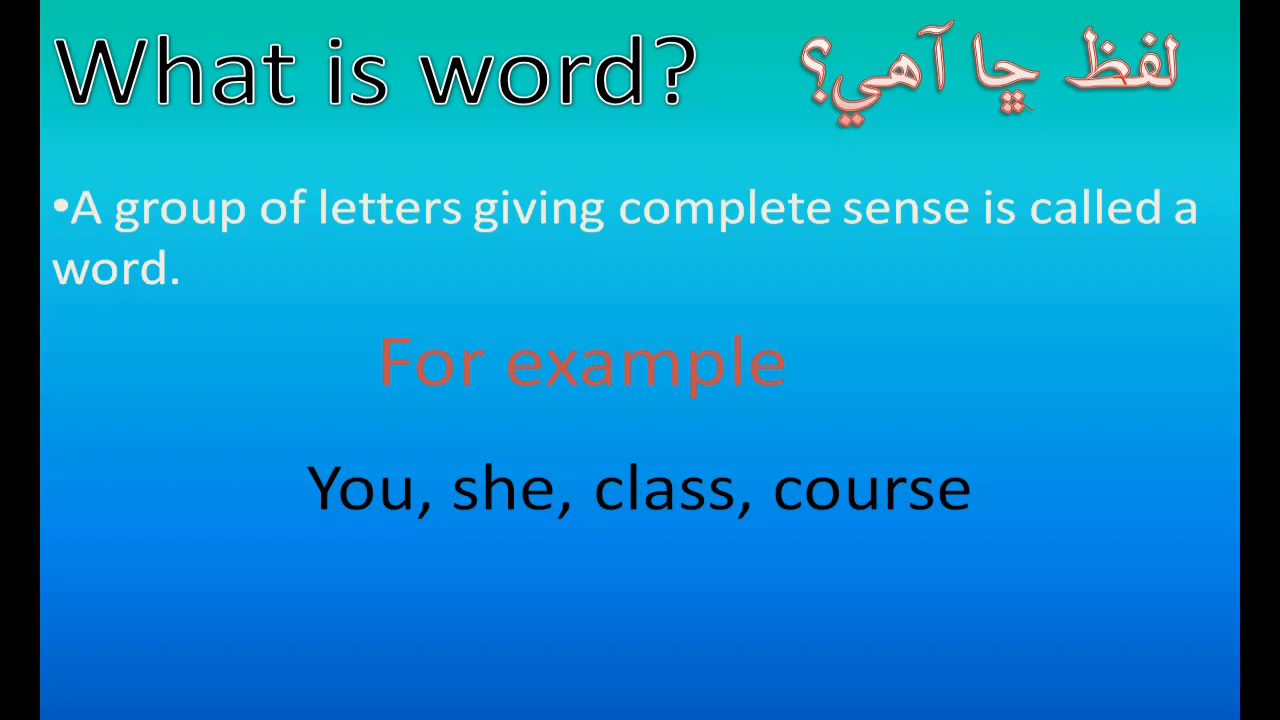 What is word?
لفظ ڇا آهي؟
•A group of letters giving complete sense is called a
word.
For example
You, she, class, course